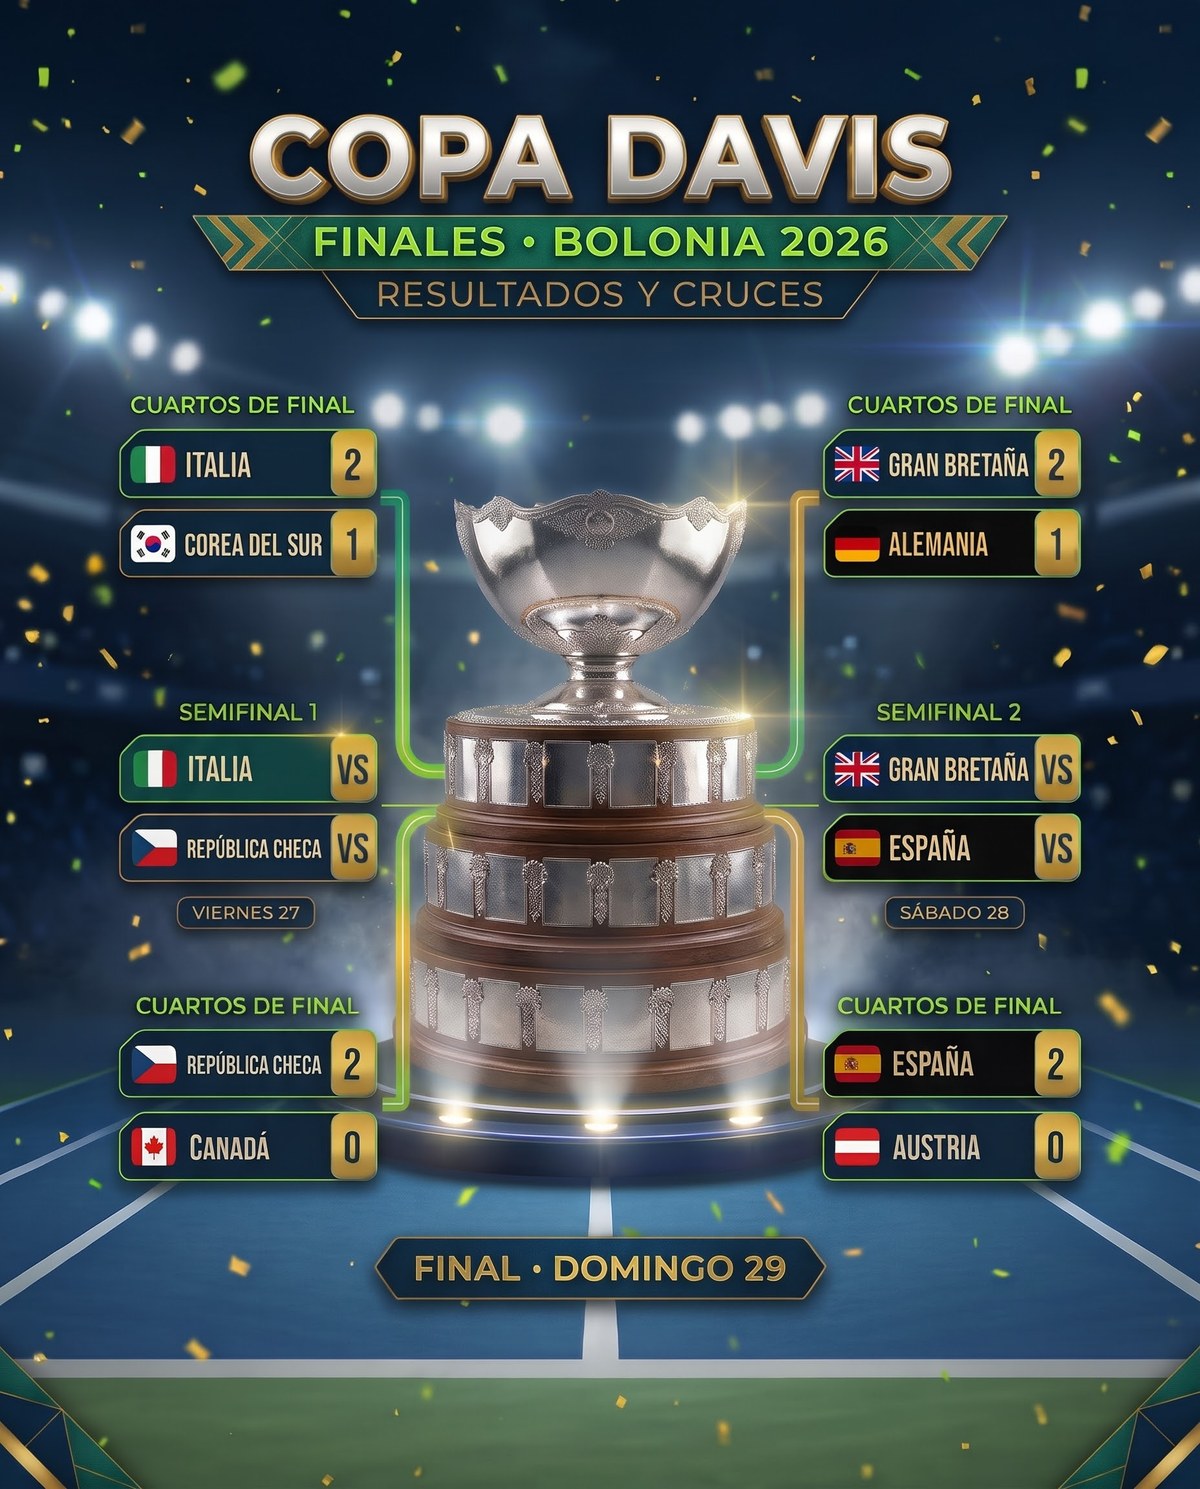 COPA DAVIS
FINALES • BOLONIA 2026
RESULTADOS Y CRUCES
CUARTOS DE FINAL
ITALIA 2
COREA DEL SUR 1
SEMIFINAL 1
ITALIA VS
REPÚBLICA CHECA VS
VIERNES 27
CUARTOS DE FINAL
REPÚBLICA CHECA 2
CANADÁ 0
CUARTOS DE FINAL
GRAN BRETAÑA 2
ALEMANIA 1
SEMIFINAL 2
GRAN BRETAÑA VS
ESPAÑA VS
SÁBADO 28
CUARTOS DE FINAL
ESPAÑA 2
AUSTRIA 0
FINAL • DOMINGO 29